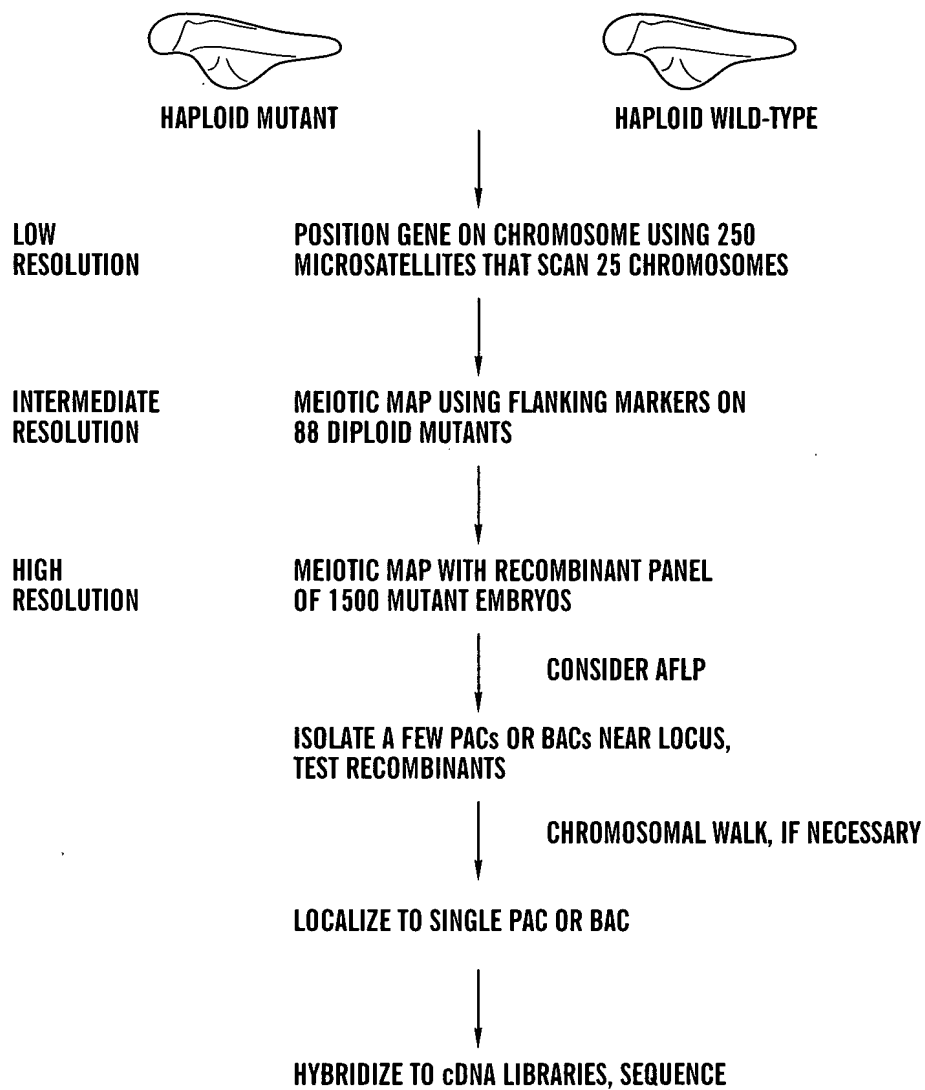 HAPLOID MUTANT
HAPLOID WILD-TYPE
LOW
RESOLUTION
POSITION GENE ON CHROMOSOME USING 250
MICROSATELLITES THAT SCAN 25 CHROMOSOMES
INTERMEDIATE
RESOLUTION
MEIOTIC MAP USING FLANKING MARKERS ON
88 DIPLOID MUTANTS
HIGH
RESOLUTION
MEIOTIC MAP WITH RECOMBINANT PANEL
OF 1500 MUTANT EMBRYOS
CONSIDER AFLP
ISOLATE A FEW PACs OR BACs NEAR LOCUS,
TEST RECOMBINANTS
CHROMOSOMAL WALK, IF NECESSARY
LOCALIZE TO SINGLE PAC OR BAC
HYBRIDIZE TO cDNA LIBRARIES, SEQUENCE